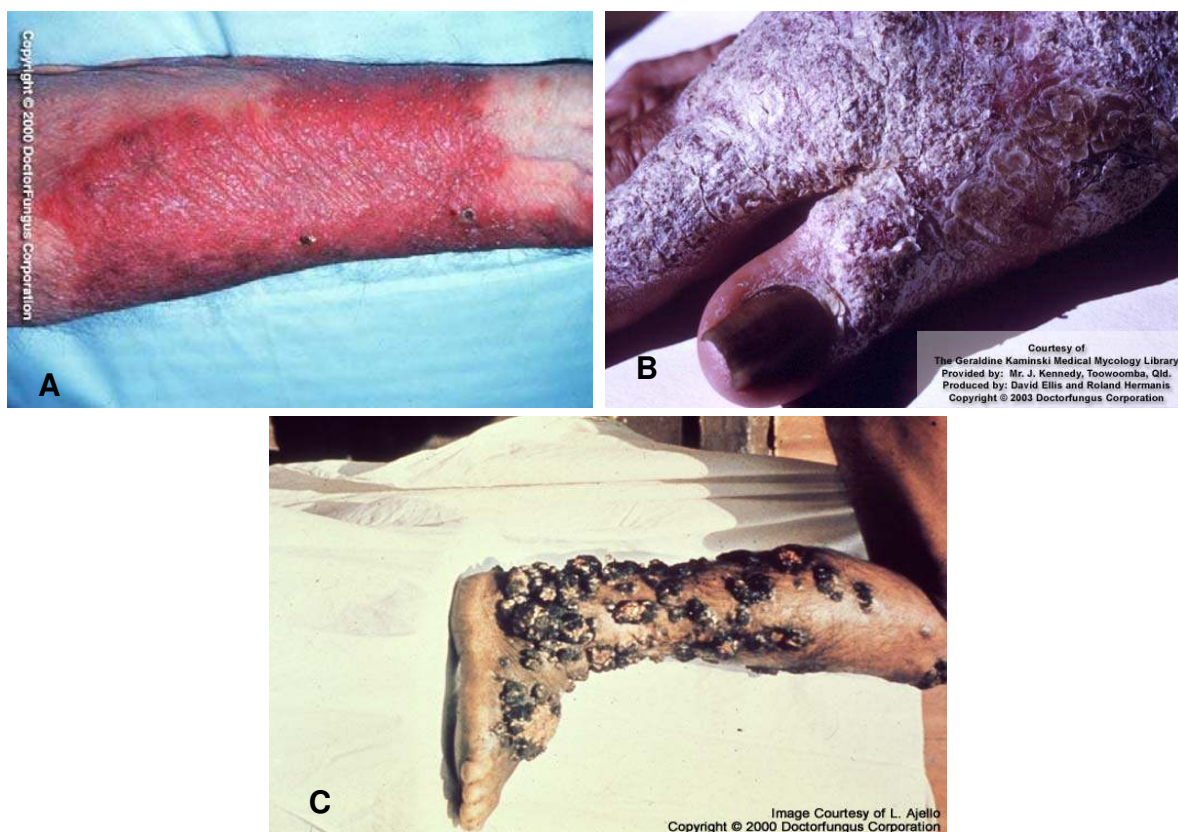 Copyright © 2000 DoctorFungus Corporation
A
B
Courtesy of
The Geraldine Kaminski Medical Mycology Library
Provided by: Mr. J. Kennedy, Toowoomba, Qld.
Produced by: David Ellis and Roland Hermanis
Copyright © 2003 Doctorfungus Corporation
C
Image Courtesy of L. Ajello
Copyright © 2000 Doctorfungus Corporation